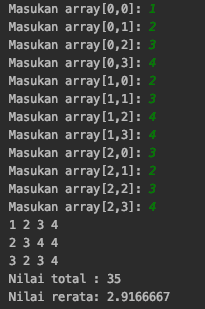 Masukan array[0,0]: 1
Masukan array[0,1]: 2
Masukan array[0,2]: 3
Masukan array[0,3]: 4
Masukan array[1,0]: 2
Masukan array[1,1]: 3
Masukan array[1,2]: 4
Masukan array[1,3]: 4
Masukan array[2,0]: 3
Masukan array[2,1]: 2
Masukan array[2,2]: 3
Masukan array[2,3]: 4
1 2 3 4
2 3 4 4
3 2 3 4
Nilai total : 35
Nilai rerata: 2.9166667